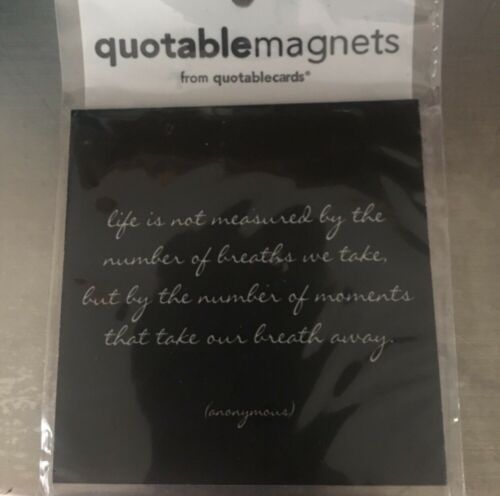 quotablemagnets
from quotablecards®
life is not measured by the
number of breaths we take,
but by the number of moments
that take our breath away.
(anonymous)